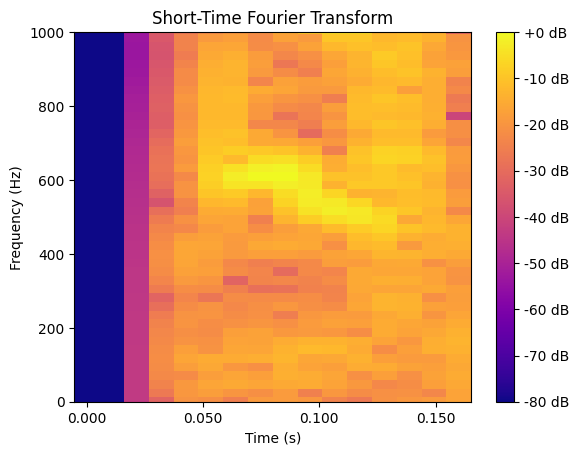 Short-Time Fourier Transform
Frequency (Hz)
1000
800
600
400
200
0
0.000
0.050
0.100
0.150
Time (s)
+0 dB
-10 dB
-20 dB
-30 dB
-40 dB
-50 dB
-60 dB
-70 dB
-80 dB